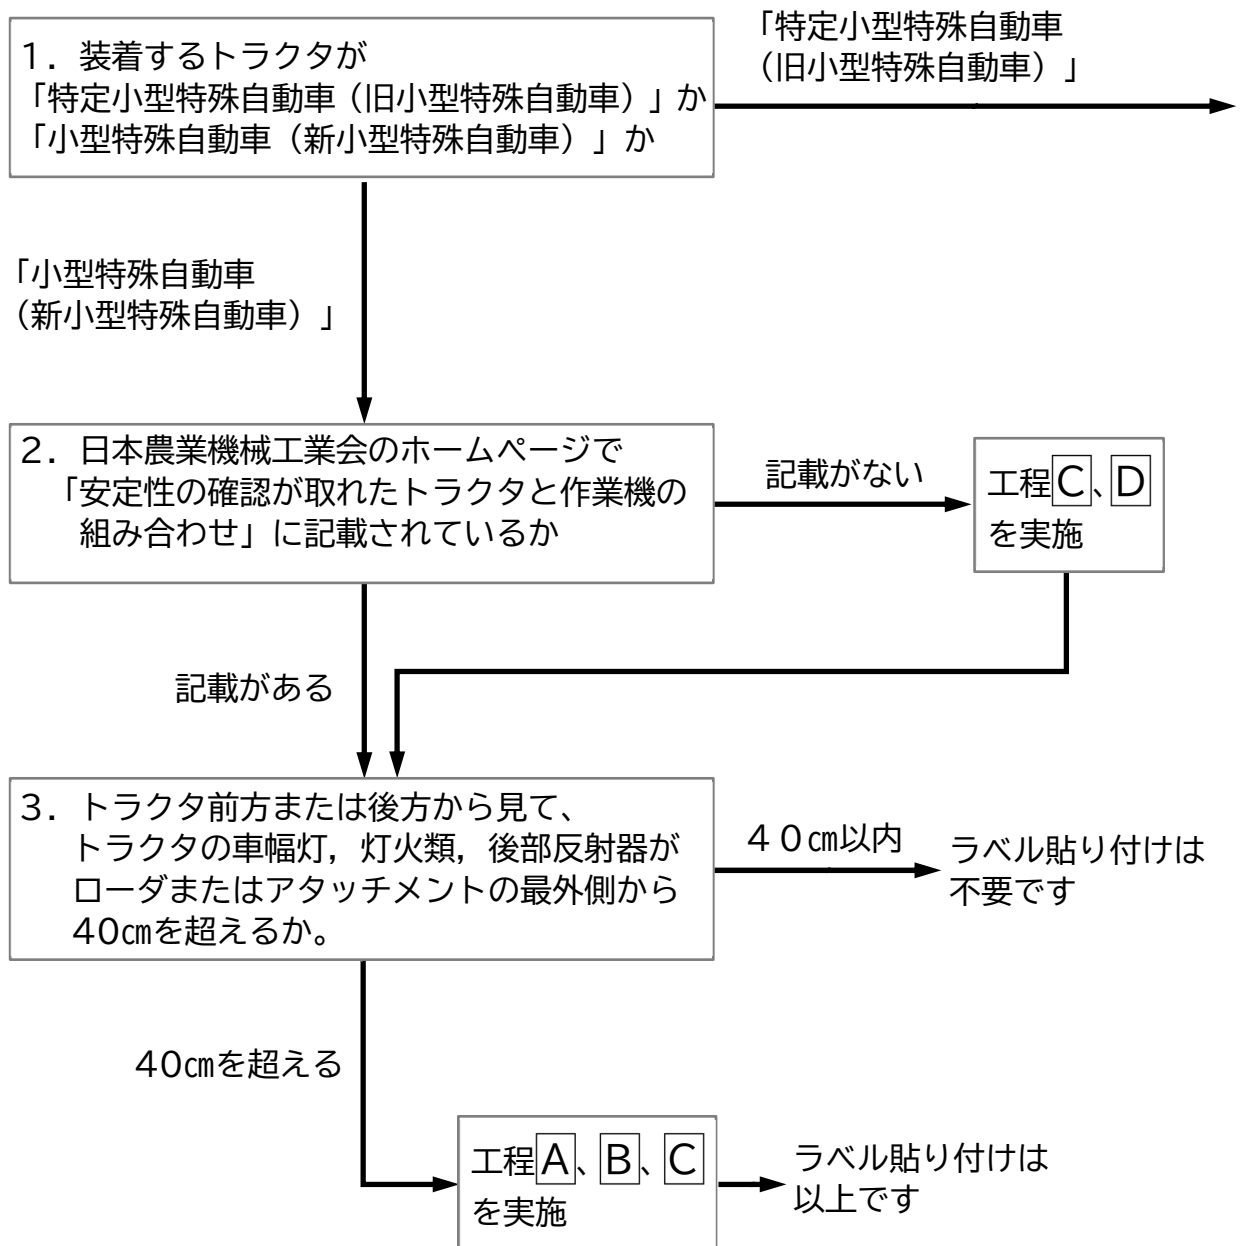 1．装着するトラクタが
「特定小型特殊自動車（旧小型特殊自動車）」か
「小型特殊自動車（新小型特殊自動車）」か
「特定小型特殊自動車
（旧小型特殊自動車）」
「小型特殊自動車
（新小型特殊自動車）」
2．日本農業機械工業会のホームページで
「安定性の確認が取れたトラクタと作業機の
組み合わせ」に記載されているか
記載がない
工程C、D
を実施
記載がある
3．トラクタ前方または後方から見て、
トラクタの車幅灯，灯火類，後部反射器が
ローダまたはアタッチメントの最外側から
40㎝を超えるか。
４０㎝以内
ラベル貼り付けは
不要です
40㎝を超える
工程A、B、C
を実施
ラベル貼り付けは
以上です